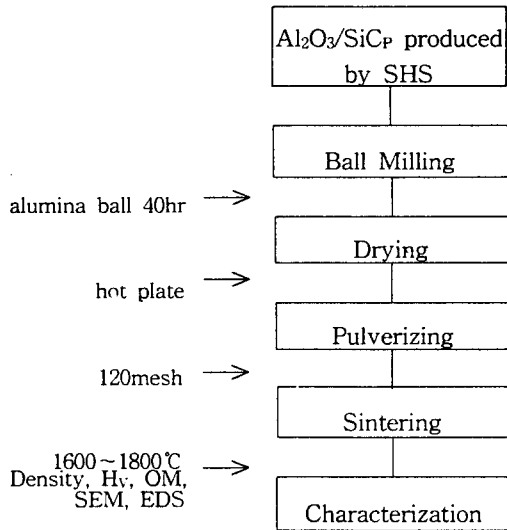 Al₂O₃/SiCₚ produced
by SHS
Ball Milling
alumina ball 40hr
Drying
hot plate
Pulverizing
120mesh
Sintering
1600~1800℃
Density, Hᵥ, OM,
SEM, EDS
Characterization